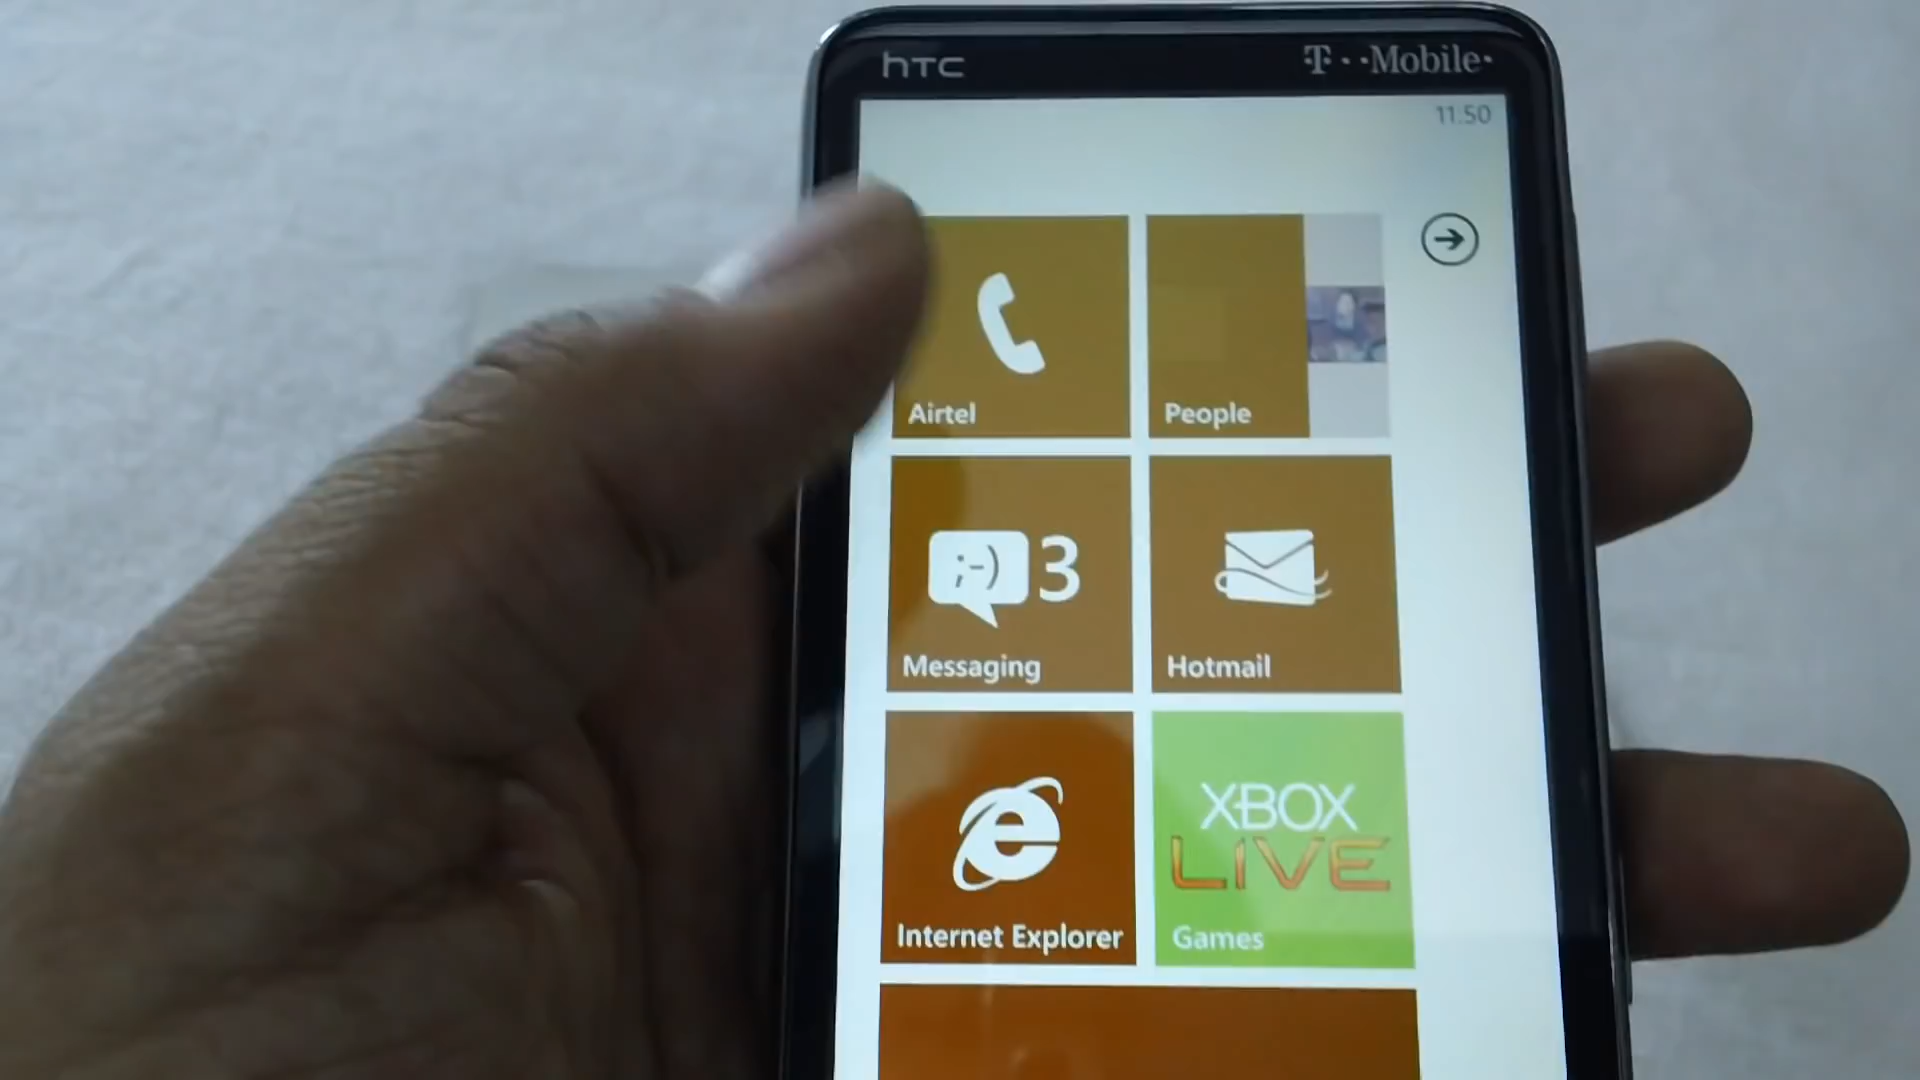 hTC
T··Mobile·
11:50
Airtel
People
;-) 3
Messaging
Hotmail
Internet Explorer
XBOX
LIVE
Games